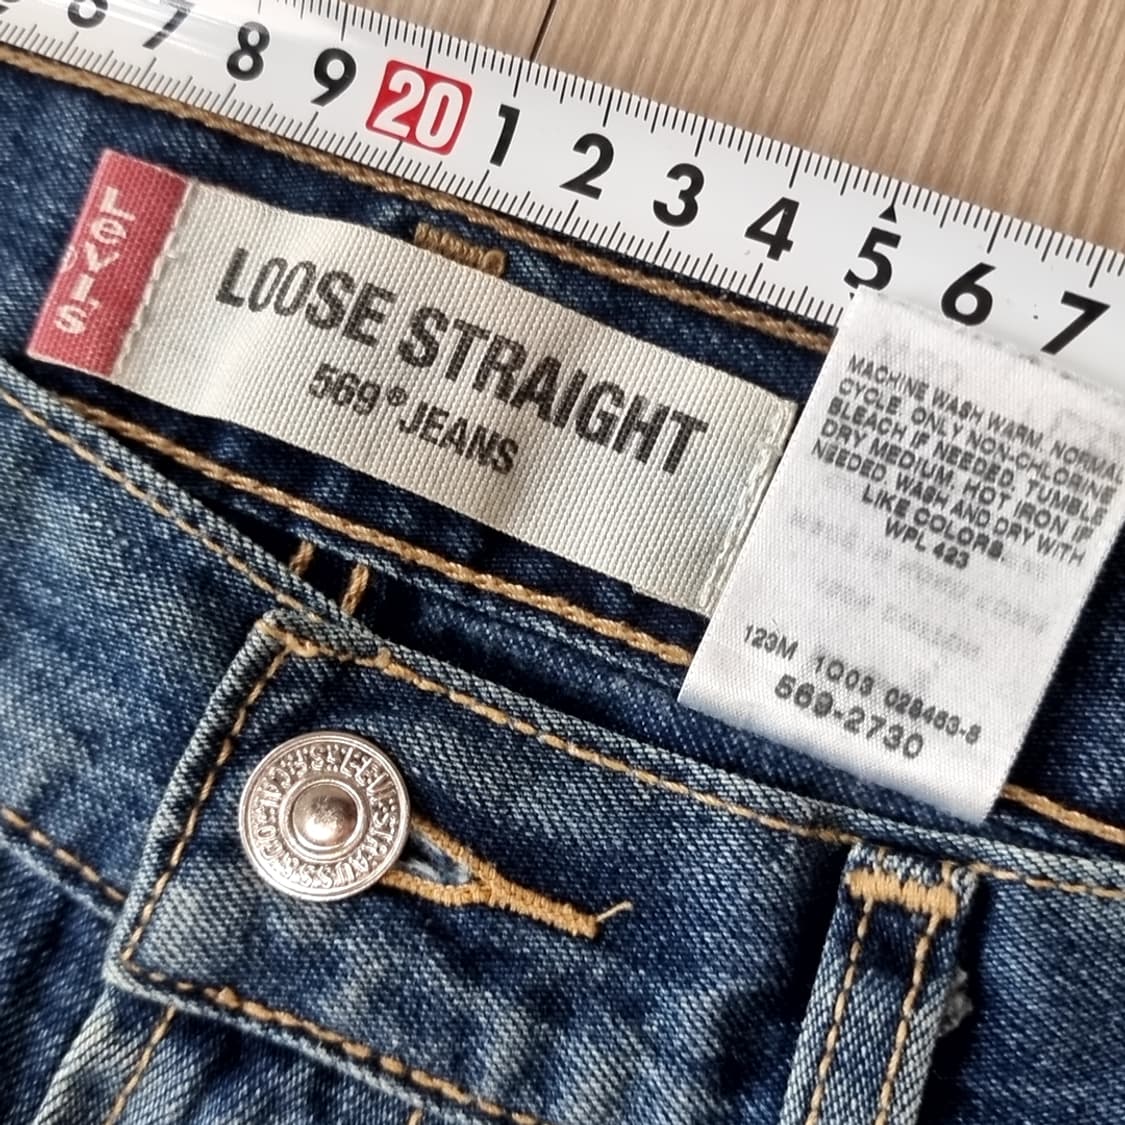 6 7 8 9 20 1 2 3 4 5 6 7
Levi's
LOOSE STRAIGHT
569® JEANS
MACHINE WASH WARM. NORMAL
CYCLE. ONLY NON-CHLORINE
BLEACH IF NEEDED. TUMBLE
DRY MEDIUM. HOT IRON IF
NEEDED. WASH AND DRY WITH
LIKE COLORS.
WPL 423
123M 1Q03 028460-8
569-2730
LEVI STRAUSS & CO